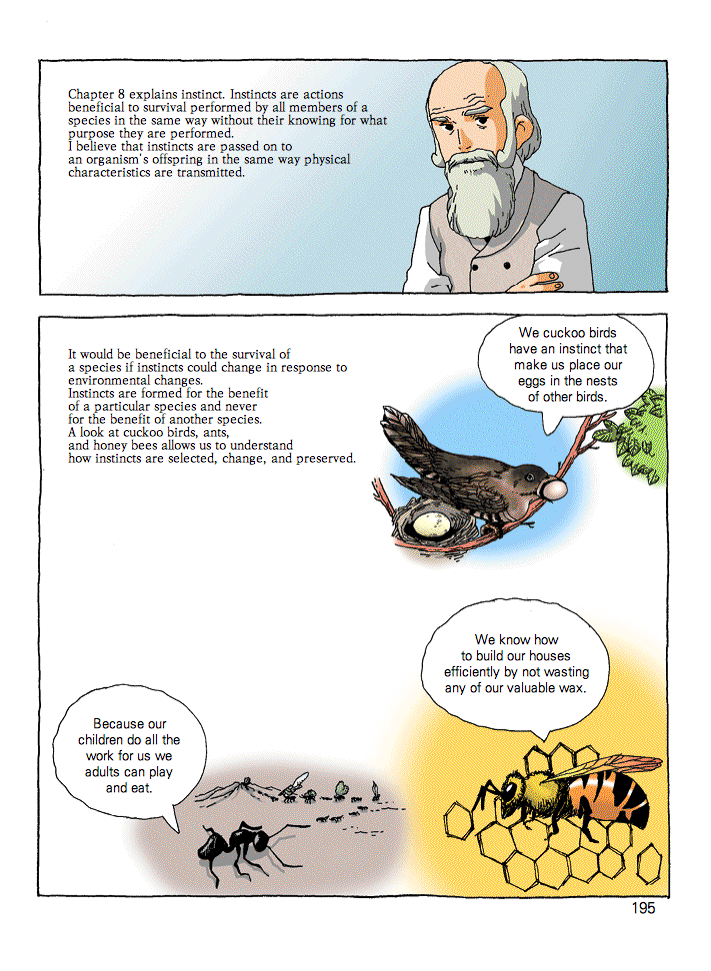 Chapter 8 explains instinct. Instincts are actions
beneficial to survival performed by all members of a
species in the same way without their knowing for what
purpose they are performed.
I believe that instincts are passed on to
an organism's offspring in the same way physical
characteristics are transmitted.
We cuckoo birds
have an instinct that
make us place our
eggs in the nests
of other birds.
It would be beneficial to the survival of
a species if instincts could change in response to
environmental changes.
Instincts are formed for the benefit
of a particular species and never
for the benefit of another species.
A look at cuckoo birds, ants,
and honey bees allows us to understand
how instincts are selected, change, and preserved.
We know how
to build our houses
efficiently by not wasting
any of our valuable wax.
Because our
children do all the
work for us we
adults can play
and eat.
195